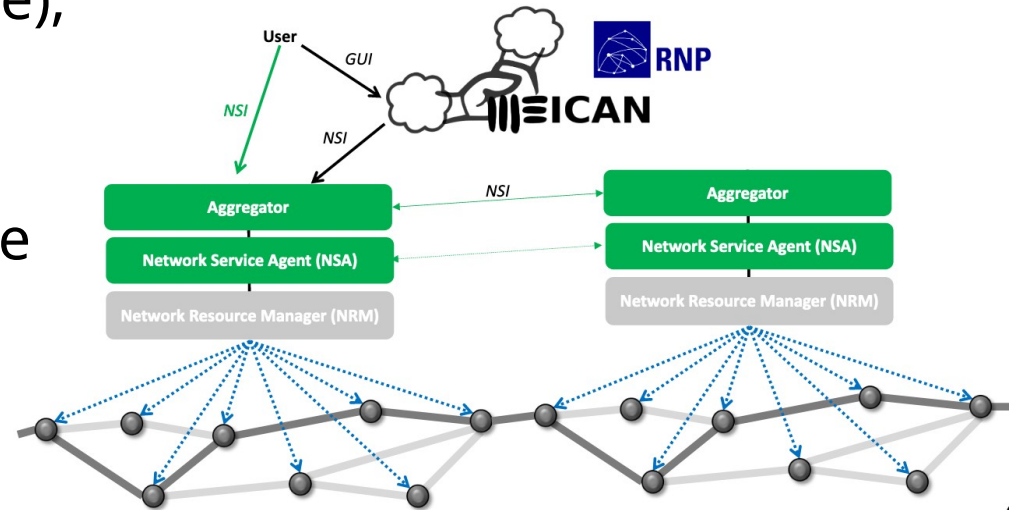 e),
User
GUI
RNP
MEICAN
NSI
NSI
Aggregator
NSI
Aggregator
e
Network Service Agent (NSA)
Network Service Agent (NSA)
Network Resource Manager (NRM)
Network Resource Manager (NRM)